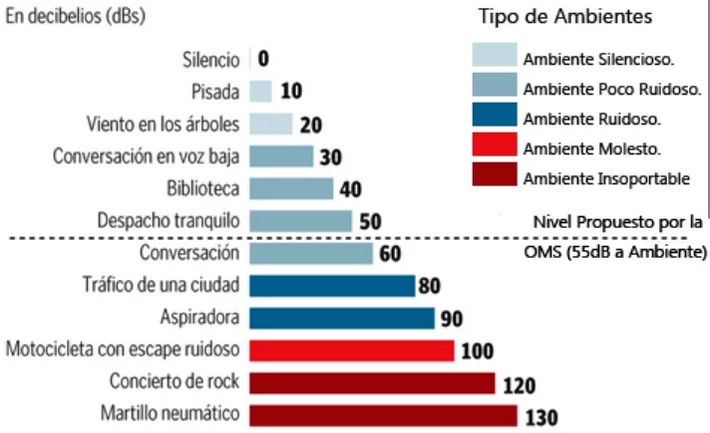 En decibelios (dBs)
Tipo de Ambientes
Silencio 0
Pisada 10
Viento en los árboles 20
Conversación en voz baja 30
Biblioteca 40
Despacho tranquilo 50
Conversación 60
Tráfico de una ciudad 80
Aspiradora 90
Motocicleta con escape ruidoso 100
Concierto de rock 120
Martillo neumático 130
Ambiente Silencioso.
Ambiente Poco Ruidoso.
Ambiente Ruidoso.
Ambiente Molesto.
Ambiente Insoportable
Nivel Propuesto por la
OMS (55dB a Ambiente)